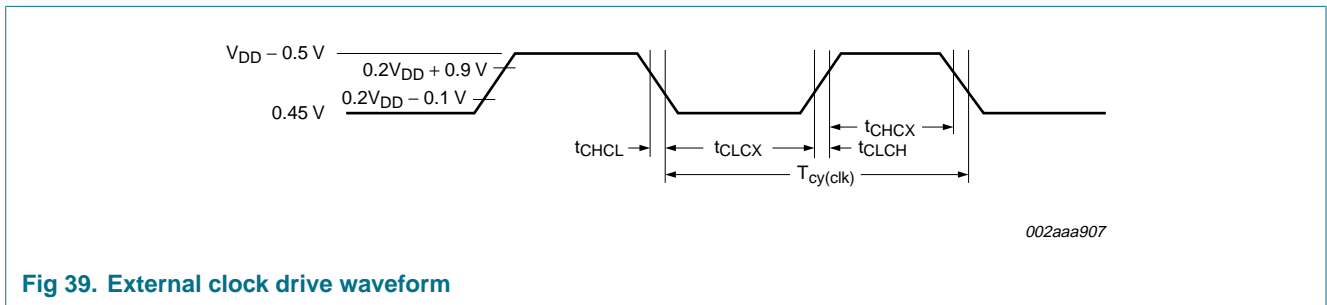 VDD − 0.5 V
0.2VDD + 0.9 V
0.2VDD − 0.1 V
0.45 V
tCHCX
tCHCL
tCLCX
tCLCH
Tcy(clk)
002aaa907
Fig 39. External clock drive waveform